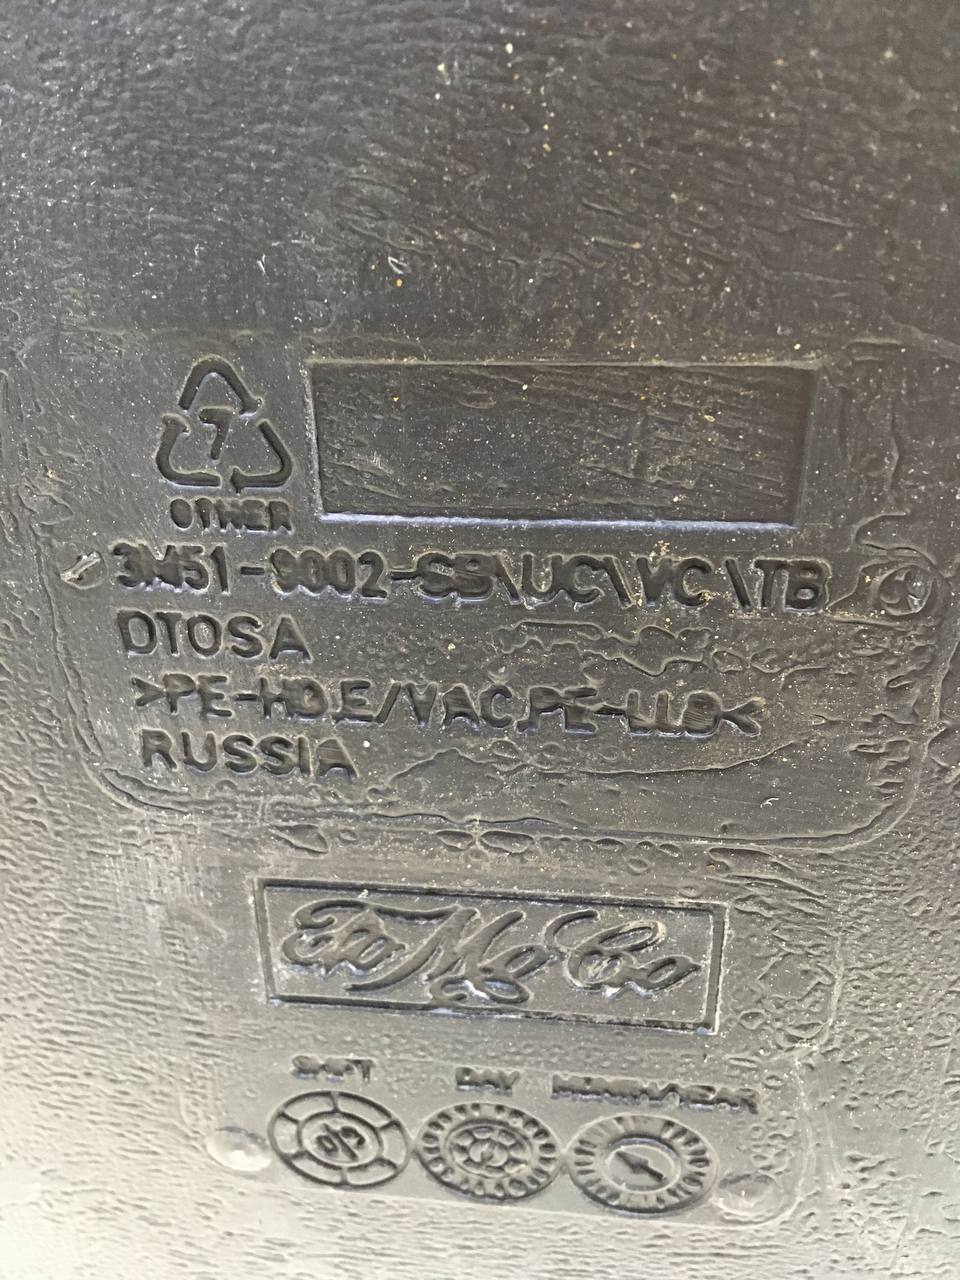 7
OTHER
3M51-9002-SB\UC\VC\TB
DTOSA
>PE-HD.E/VAC.PE-LLD<
RUSSIA
FoMoCo
SHIFT DAY MONTH/YEAR